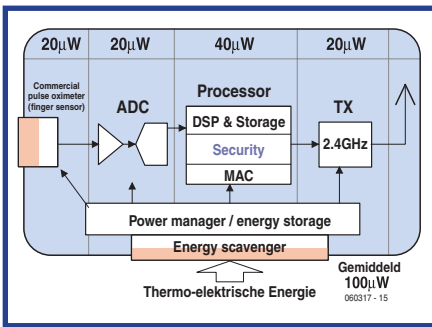 20µW 20µW 40µW 20µW
Commercial
pulse oximeter
(finger sensor)
ADC
Processor
TX
DSP & Storage
Security
MAC
2.4GHz
Power manager / energy storage
Energy scavenger
Thermo-elektrische Energie
Gemiddeld
100µW
060317 - 15